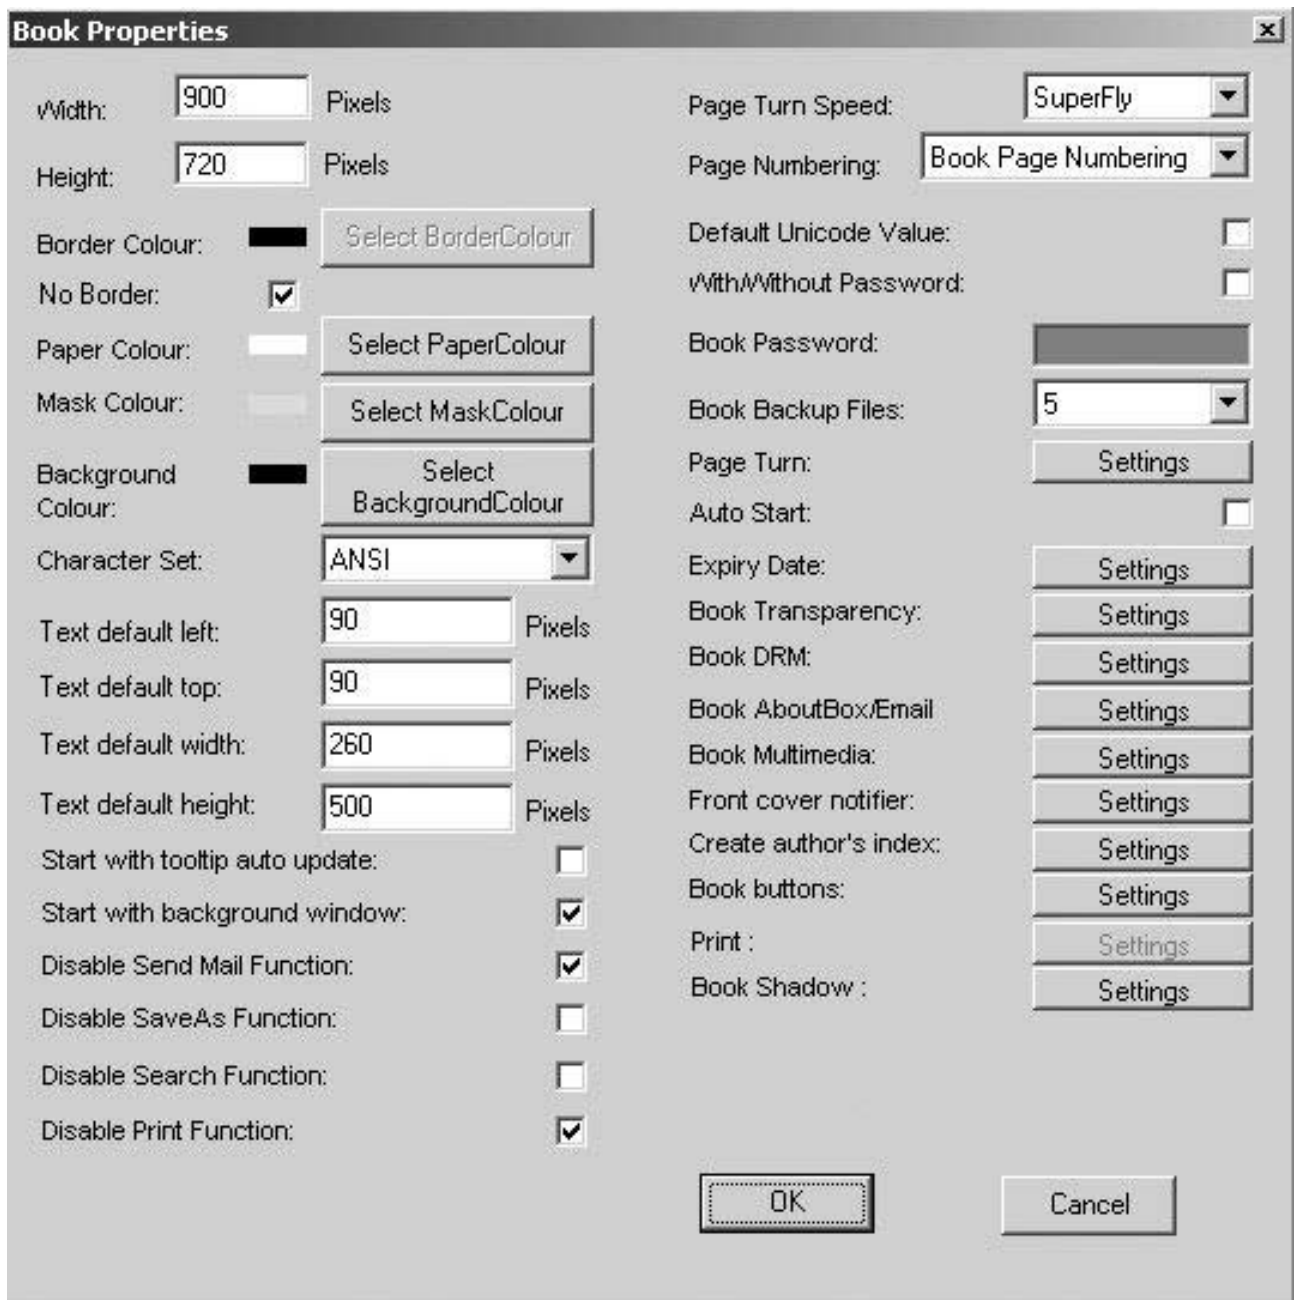 Book Properties
Width: 900 Pixels
Height: 720 Pixels
Border Colour: Select BorderColour
No Border:
Paper Colour: Select PaperColour
Mask Colour: Select MaskColour
Background
Colour:
Select
BackgroundColour
Character Set: ANSI
Text default left: 90 Pixels
Text default top: 90 Pixels
Text default width: 260 Pixels
Text default height: 500 Pixels
Start with tooltip auto update:
Start with background window:
Disable Send Mail Function:
Disable SaveAs Function:
Disable Search Function:
Disable Print Function:
Page Turn Speed: SuperFly
Page Numbering: Book Page Numbering
Default Unicode Value:
With/Without Password:
Book Password:
Book Backup Files: 5
Page Turn: Settings
Auto Start:
Expiry Date: Settings
Book Transparency: Settings
Book DRM: Settings
Book AboutBox/Email Settings
Book Multimedia: Settings
Front cover notifier: Settings
Create author's index: Settings
Book buttons: Settings
Print : Settings
Book Shadow : Settings
OK Cancel